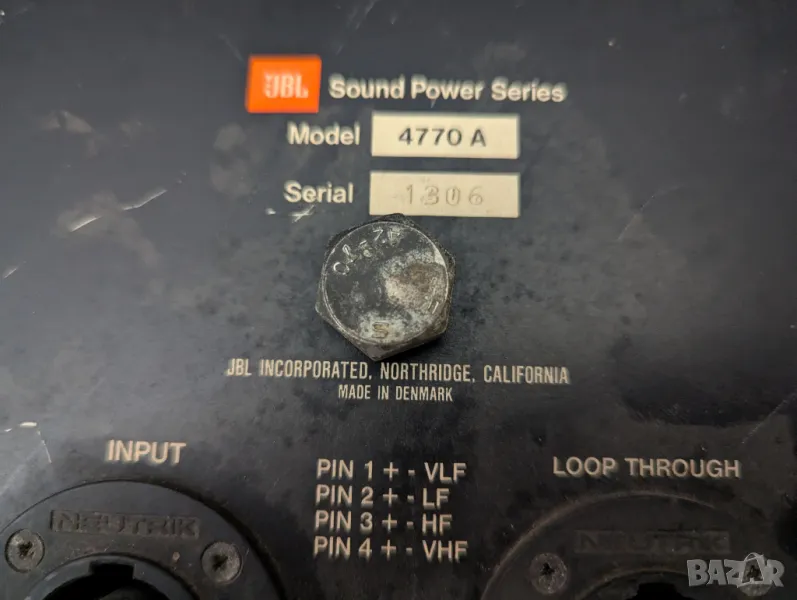 JBL Sound Power Series
Model 4770 A
Serial 1306
JBL INCORPORATED, NORTHRIDGE, CALIFORNIA
MADE IN DENMARK
INPUT
PIN 1 + - VLF
PIN 2 + - LF
PIN 3 + - HF
PIN 4 + - VHF
LOOP THROUGH
NEUTRIK
NEUTRIK
BAZAR